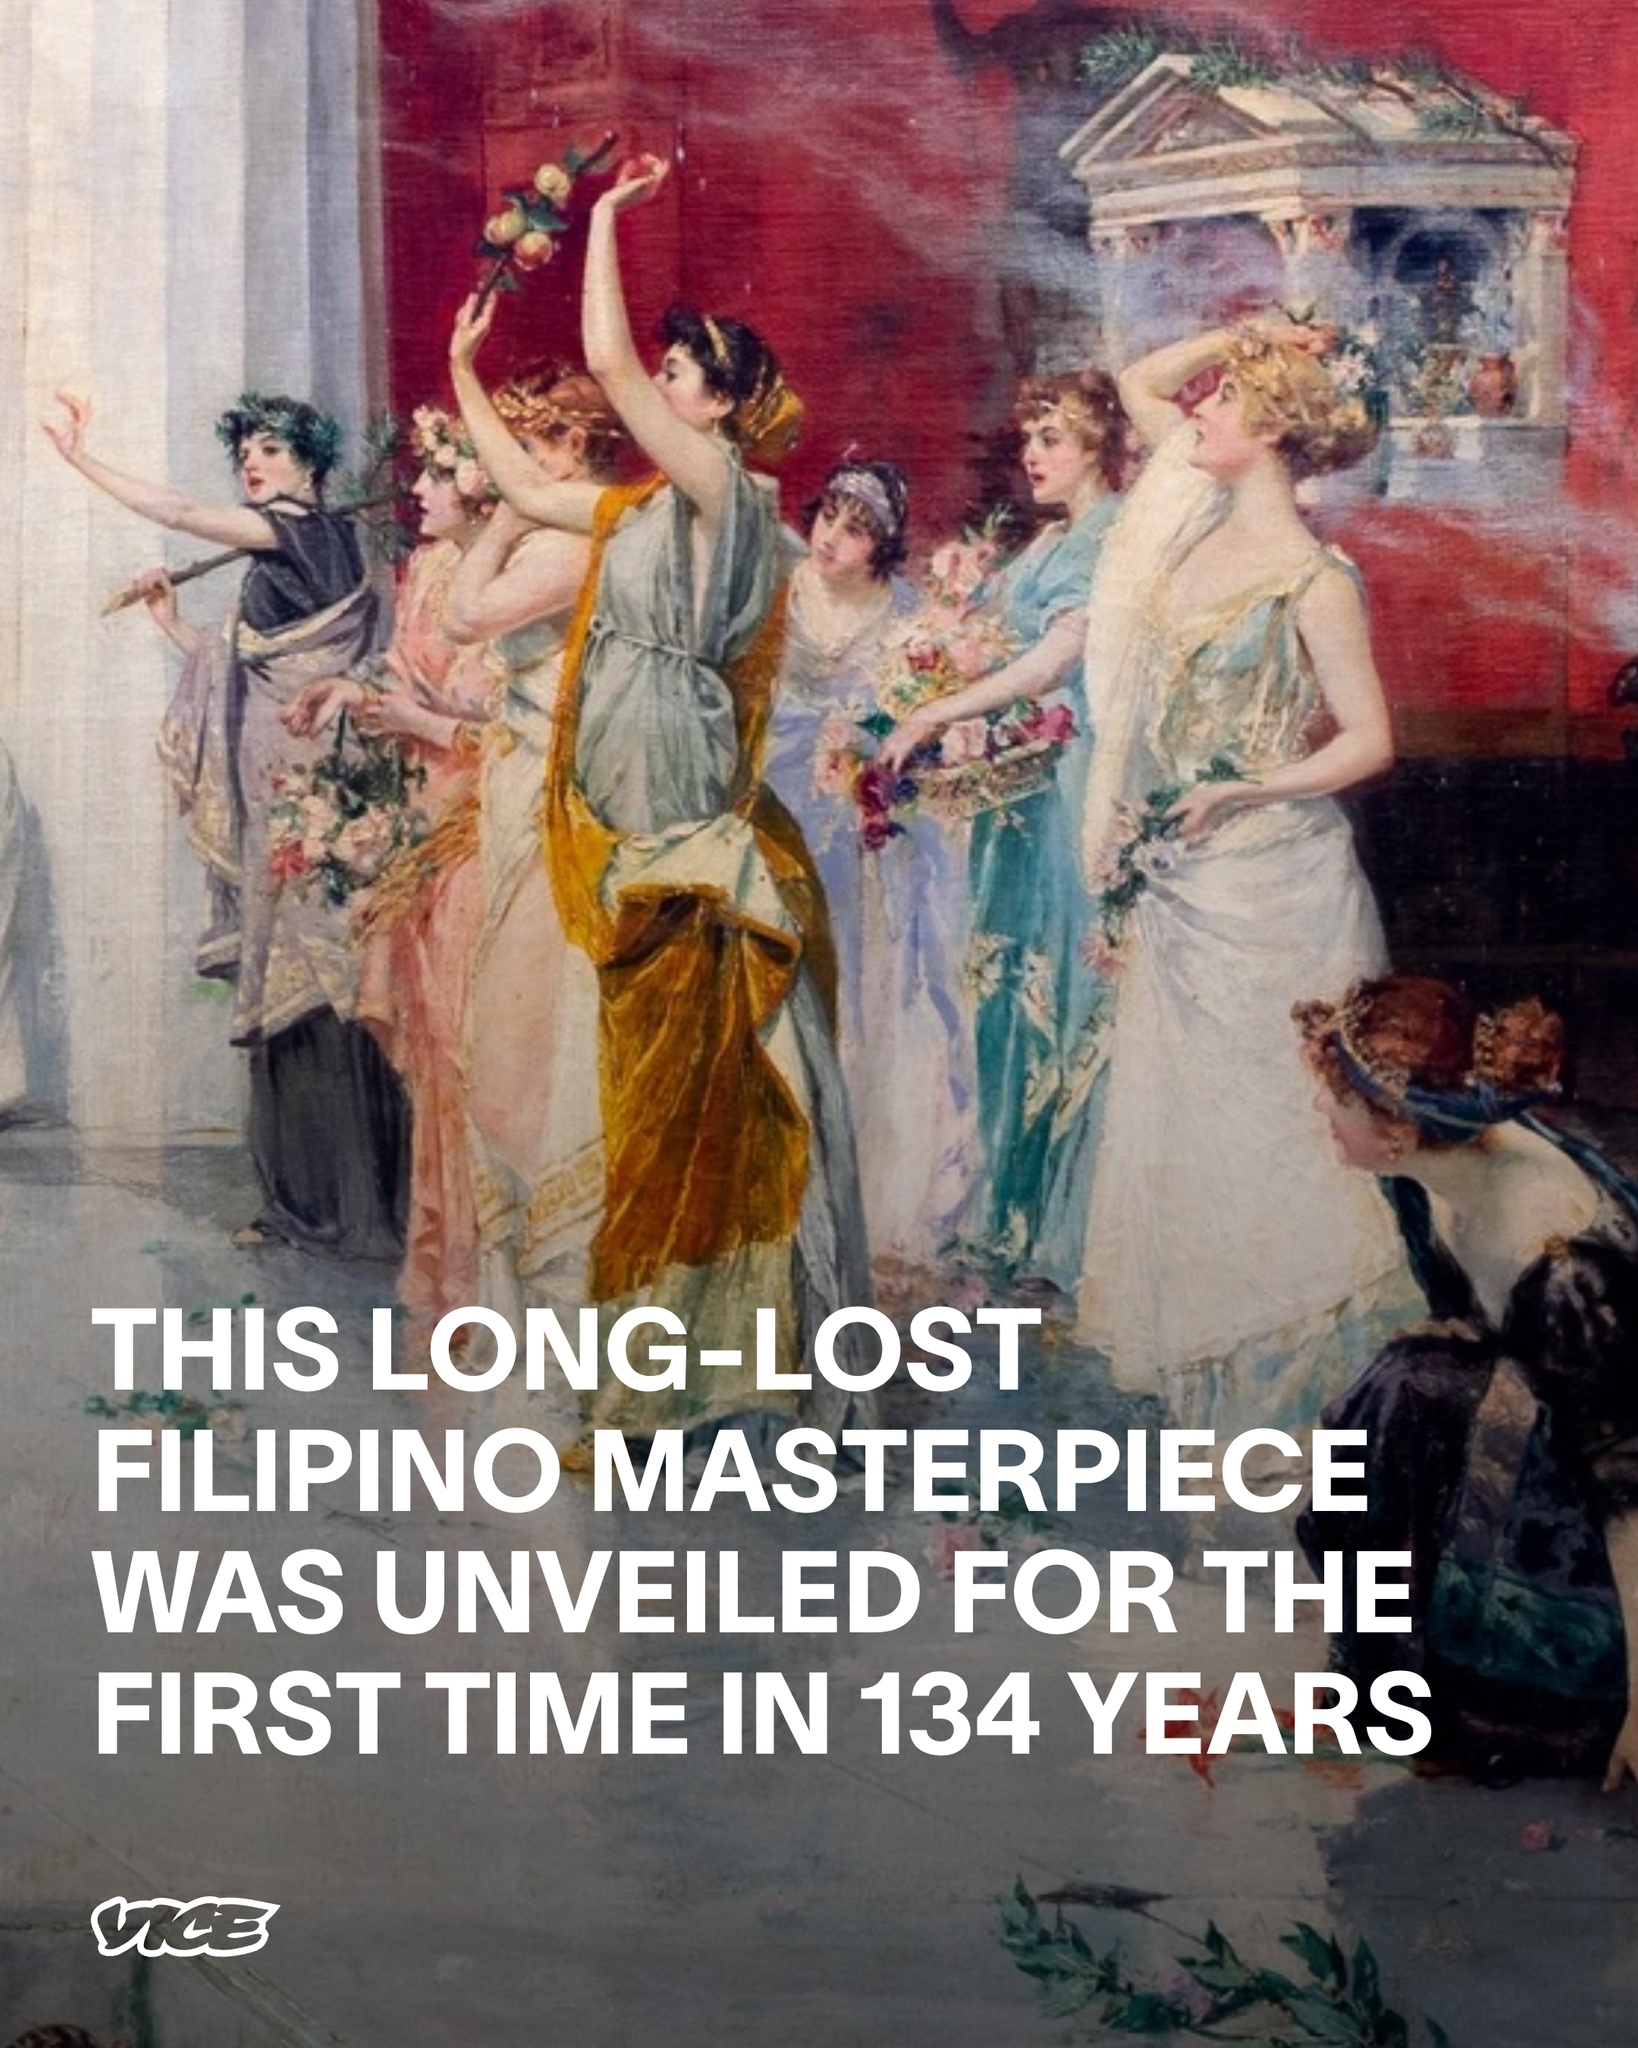 THIS LONG-LOST
FILIPINO MASTERPIECE
WAS UNVEILED FOR THE
FIRST TIME IN 134 YEARS
VICE